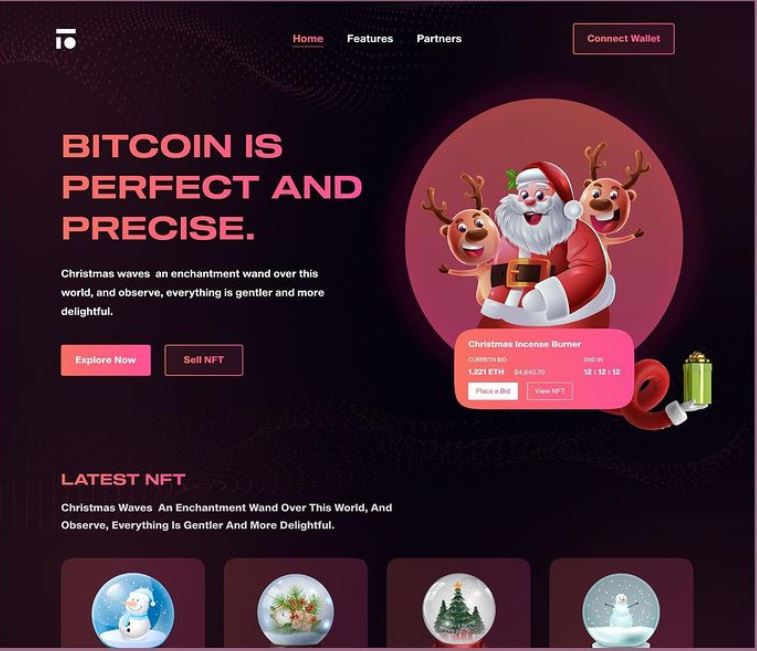 Home Features Partners Connect Wallet
BITCOIN IS
PERFECT AND
PRECISE.
Christmas waves an enchantment wand over this
world, and observe, everything is gentler and more
delightful.
Explore Now Sell NFT
Christmas Incense Burner
CURRETN BID END IN
1.221 ETH $4,640.70 12 : 12 : 12
Place a Bid View NFT
LATEST NFT
Christmas Waves An Enchantment Wand Over This World, And
Observe, Everything Is Gentler And More Delightful.